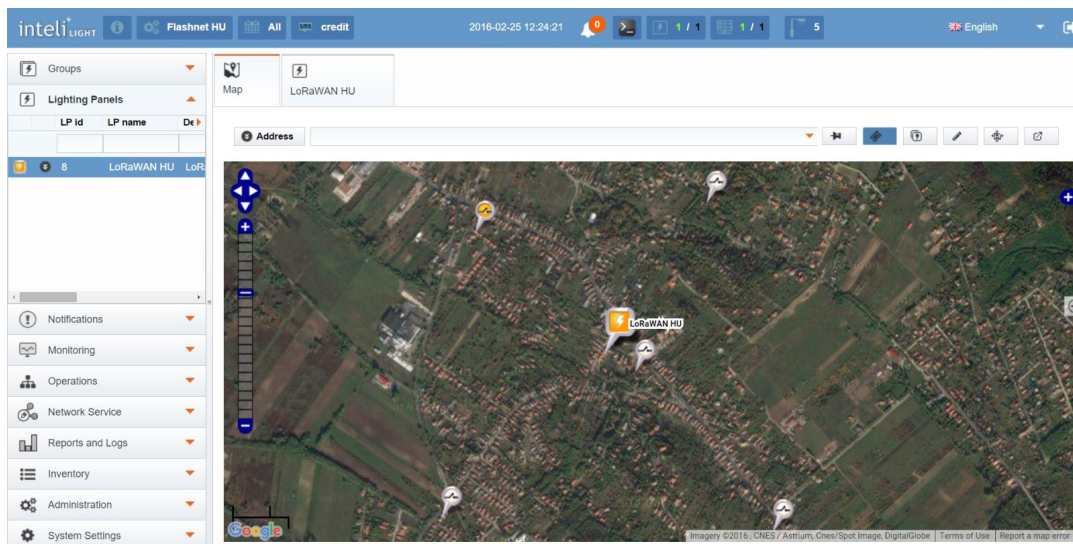 inteliLIGHT Flashnet HU All sms credit 2016-02-25 12:24:21 0 1 / 1 1 / 1 5 English
Groups
Lighting Panels
LP id LP name De
8 LoRaWAN HU LoR
Notifications
Monitoring
Operations
Network Service
Reports and Logs
Inventory
Administration
System Settings
Map
LoRaWAN HU
Address
LoRaWAN HU
Google
Imagery ©2016 , CNES / Astrium, Cnes/Spot Image, DigitalGlobe Terms of Use Report a map error